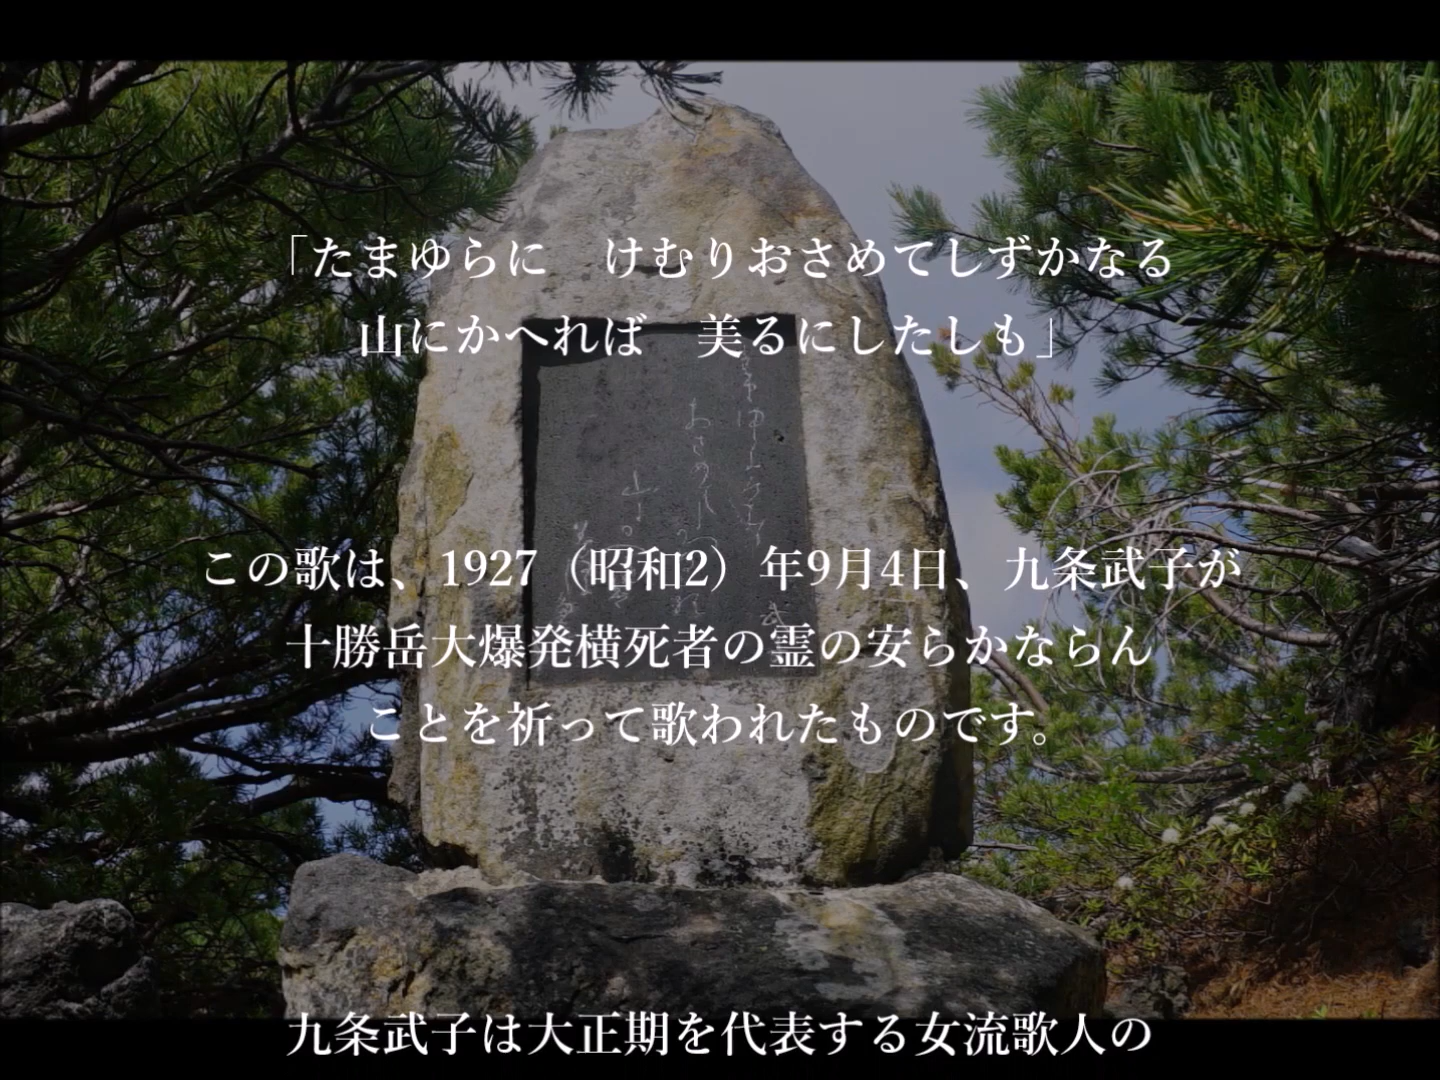 「たまゆらに　けむりおさめてしずかなる
山にかへれば　美るにしたしも」
この歌は、1927（昭和2）年9月4日、九条武子が
十勝岳大爆発横死者の霊の安らかならん
ことを祈って歌われたものです。
九条武子は大正期を代表する女流歌人の